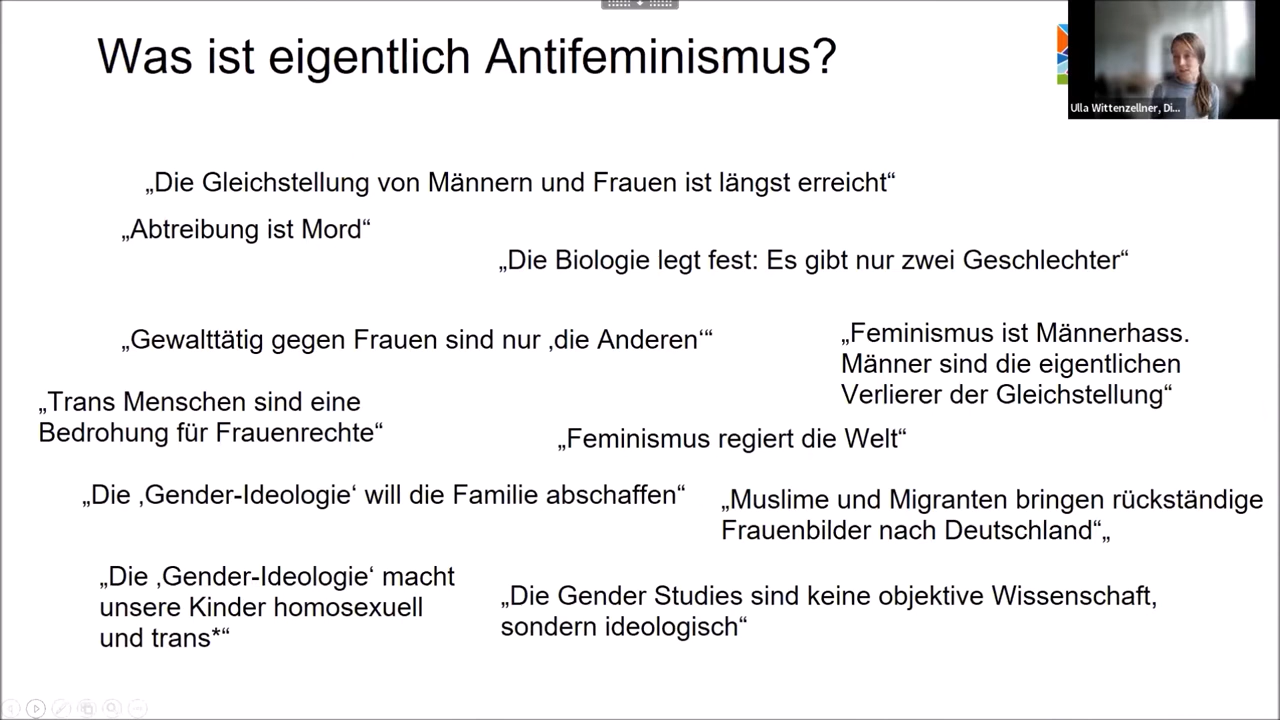 Was ist eigentlich Antifeminismus?
Ulla Wittenzellner, Di...
„Die Gleichstellung von Männern und Frauen ist längst erreicht“
„Abtreibung ist Mord“
„Die Biologie legt fest: Es gibt nur zwei Geschlechter“
„Gewalttätig gegen Frauen sind nur ‚die Anderen‘“
„Feminismus ist Männerhass.
Männer sind die eigentlichen
Verlierer der Gleichstellung“
„Trans Menschen sind eine
Bedrohung für Frauenrechte“
„Feminismus regiert die Welt“
„Die ‚Gender-Ideologie‘ will die Familie abschaffen“
„Muslime und Migranten bringen rückständige
Frauenbilder nach Deutschland“„
„Die ‚Gender-Ideologie‘ macht
unsere Kinder homosexuell
und trans*“
„Die Gender Studies sind keine objektive Wissenschaft,
sondern ideologisch“